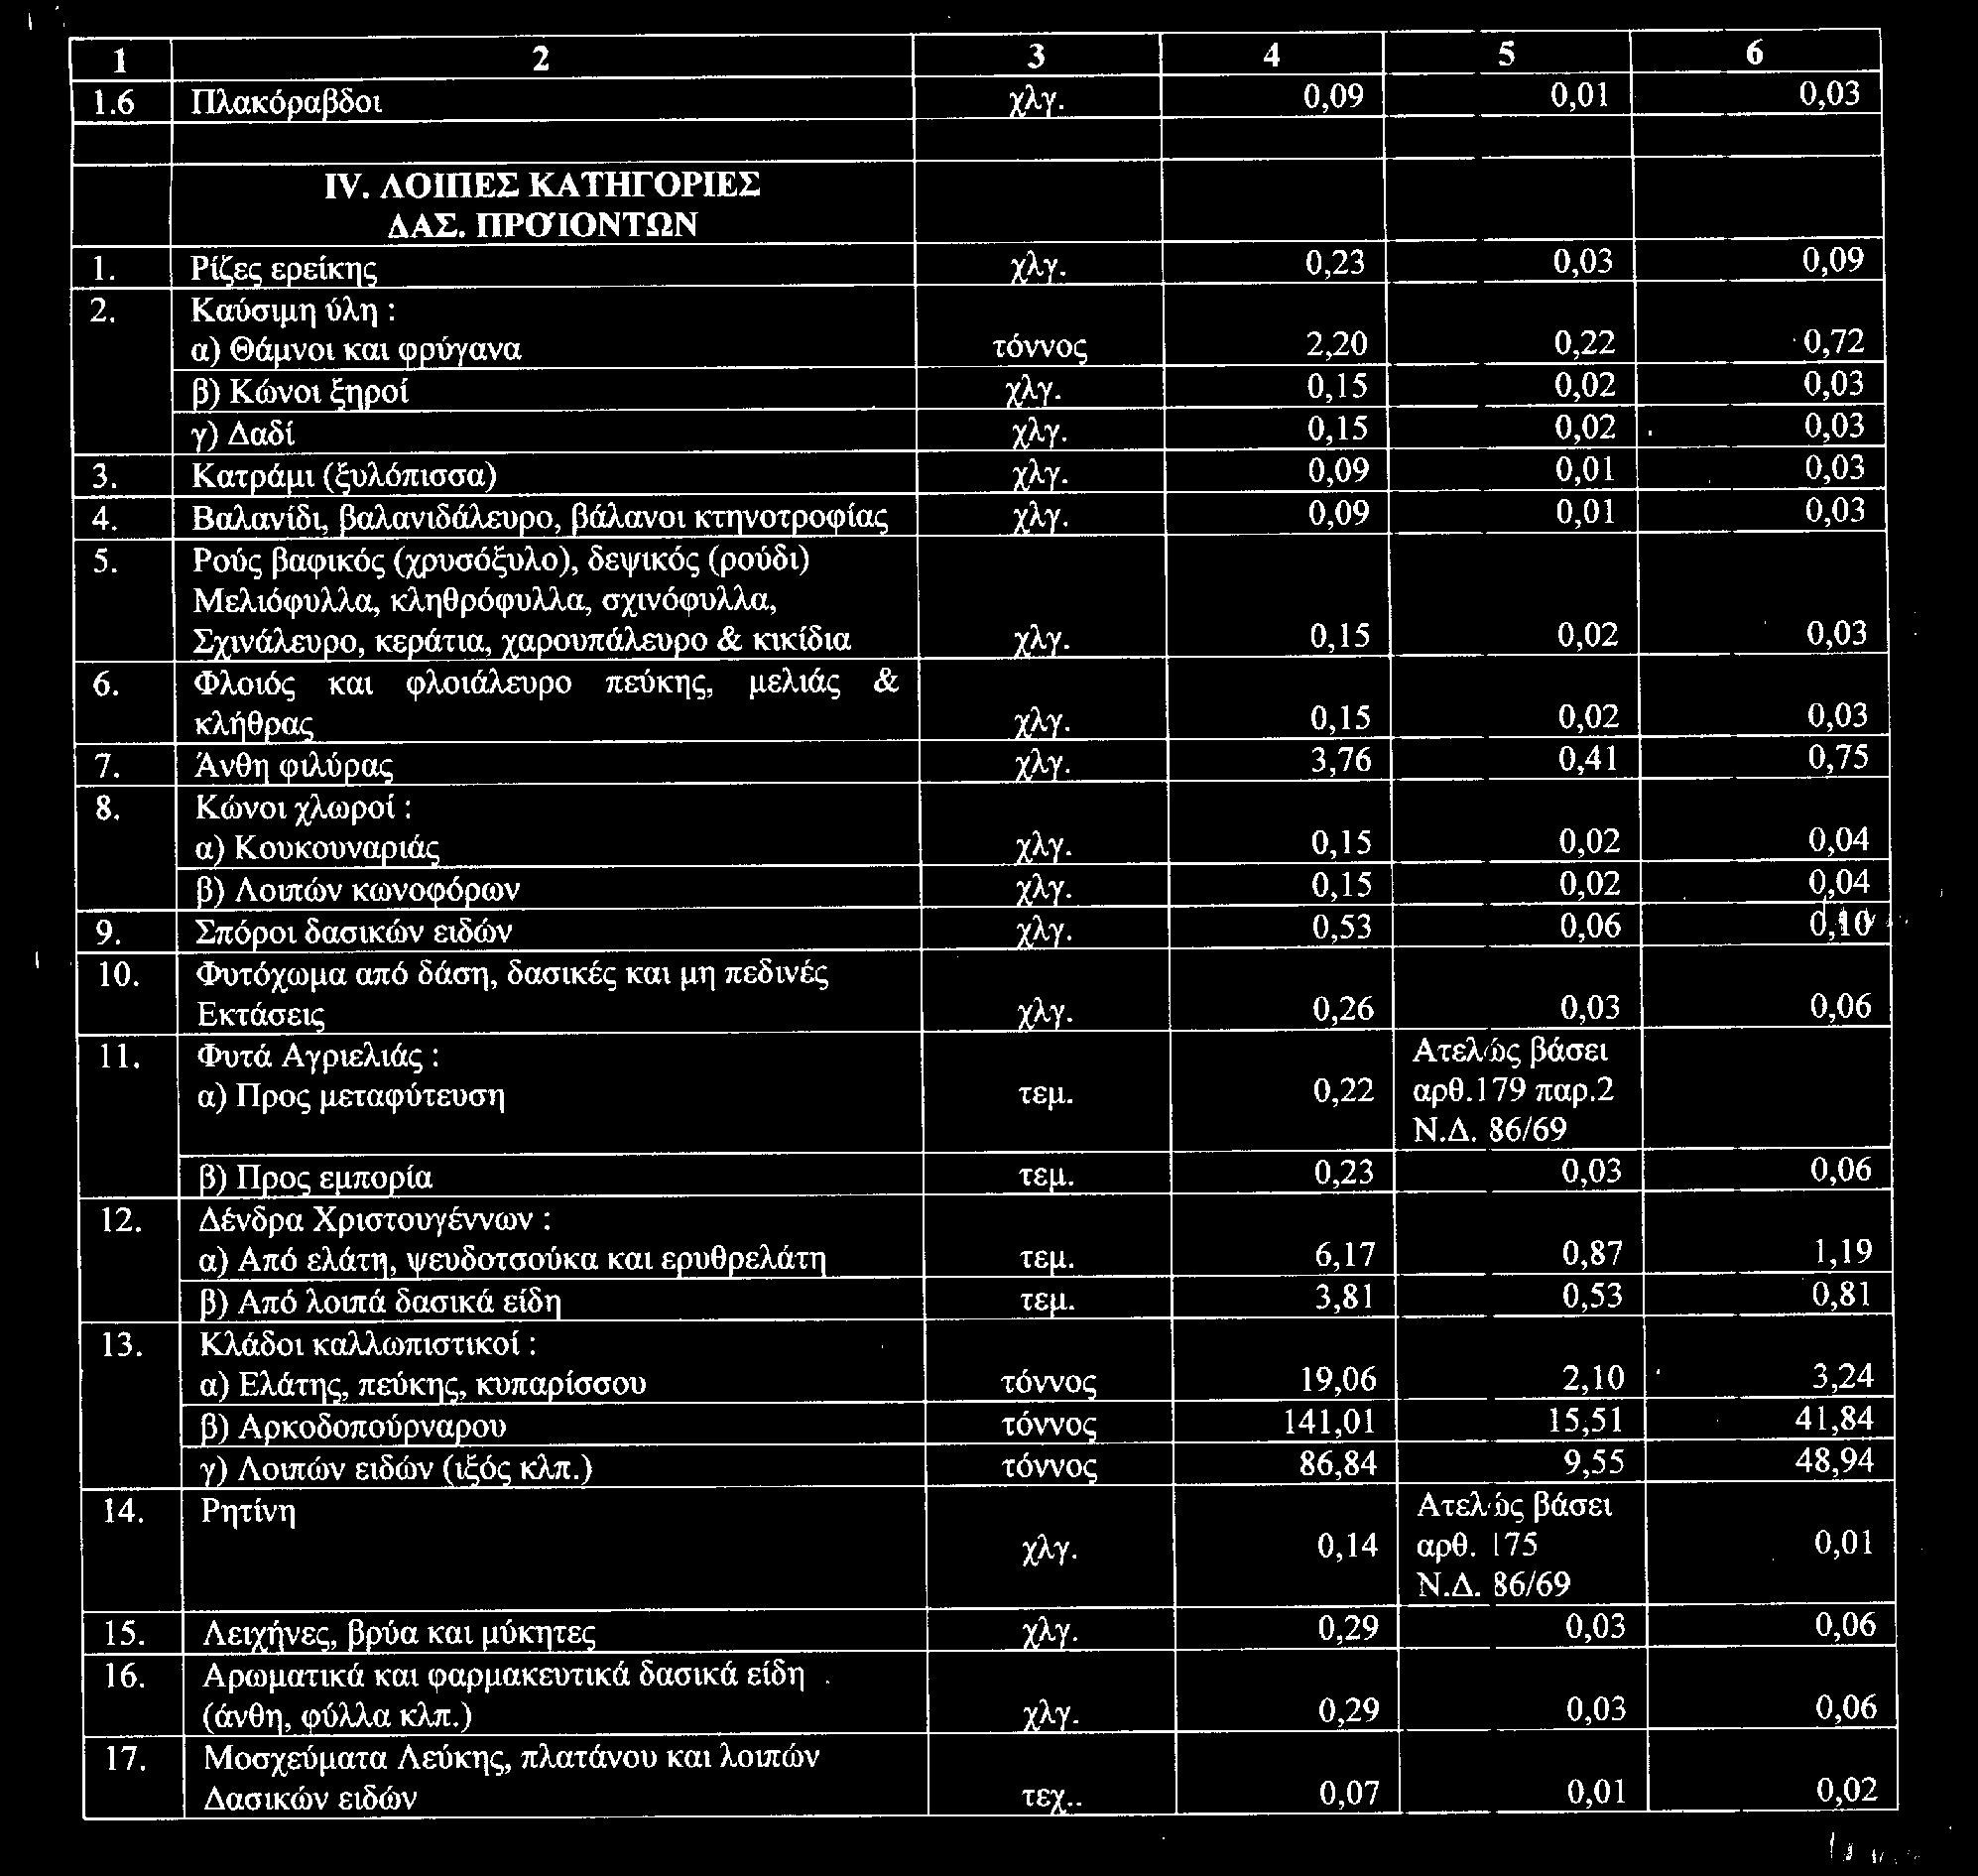 1 2 3 4 5 6
1.6 Πλακόραβδοι χλγ. 0,09 0,01 0,03
IV. ΛΟΙΠΕΣ ΚΑΤΗΓΟΡΙΕΣ
ΔΑΣ. ΠΡΟΪΟΝΤΩΝ
1. Ρίζες ερείκης χλγ. 0,23 0,03 0,09
2. Καύσιμη ύλη :
α) Θάμνοι και φρύγανα τόννος 2,20 0,22 0,72
β) Κώνοι ξηροί χλγ. 0,15 0,02 0,03
γ) Δαδί χλγ. 0,15 0,02 0,03
3. Κατράμι (ξυλόπισσα) χλγ. 0,09 0,01 0,03
4. Βαλανίδι, βαλανιδάλευρο, βάλανοι κτηνοτροφίας χλγ. 0,09 0,01 0,03
5. Ρούς βαφικός (χρυσόξυλο), δεψικός (ρούδι)
Μελιόφυλλα, κληθρόφυλλα, σχινόφυλλα,
Σχινάλευρο, κεράτια, χαρουπάλευρο & κικίδια χλγ. 0,15 0,02 0,03
6. Φλοιός και φλοιάλευρο πεύκης, μελιάς &
κλήθρας χλγ. 0,15 0,02 0,03
7. Άνθη φιλύρας χλγ. 3,76 0,41 0,75
8. Κώνοι χλωροί :
α) Κουκουναριάς χλγ. 0,15 0,02 0,04
β) Λοιπών κωνοφόρων χλγ. 0,15 0,02 0,04
9. Σπόροι δασικών ειδών χλγ. 0,53 0,06 0,10
10. Φυτόχωμα από δάση, δασικές και μη πεδινές
Εκτάσεις χλγ. 0,26 0,03 0,06
11. Φυτά Αγριελιάς : Ατελώς βάσει
α) Προς μεταφύτευση τεμ. 0,22 αρθ.179 παρ.2
Ν.Δ. 86/69
β) Προς εμπορία τεμ. 0,23 0,03 0,06
12. Δένδρα Χριστουγέννων :
α) Από ελάτη, ψευδοτσούκα και ερυθρελάτη τεμ. 6,17 0,87 1,19
β) Από λοιπά δασικά είδη τεμ. 3,81 0,53 0,81
13. Κλάδοι καλλωπιστικοί :
α) Ελάτης, πεύκης, κυπαρίσσου τόννος 19,06 2,10 3,24
β) Αρκοδοπούρναρου τόννος 141,01 15,51 41,84
γ) Λοιπών ειδών (ιξός κλπ.) τόννος 86,84 9,55 48,94
14. Ρητίνη Ατελώς βάσει
χλγ. 0,14 αρθ. 175 0,01
Ν.Δ. 86/69
15. Λειχήνες, βρύα και μύκητες χλγ. 0,29 0,03 0,06
16. Αρωματικά και φαρμακευτικά δασικά είδη
(άνθη, φύλλα κλπ.) χλγ. 0,29 0,03 0,06
17. Μοσχεύματα Λεύκης, πλατάνου και λοιπών
Δασικών ειδών τεχ.. 0,07 0,01 0,02